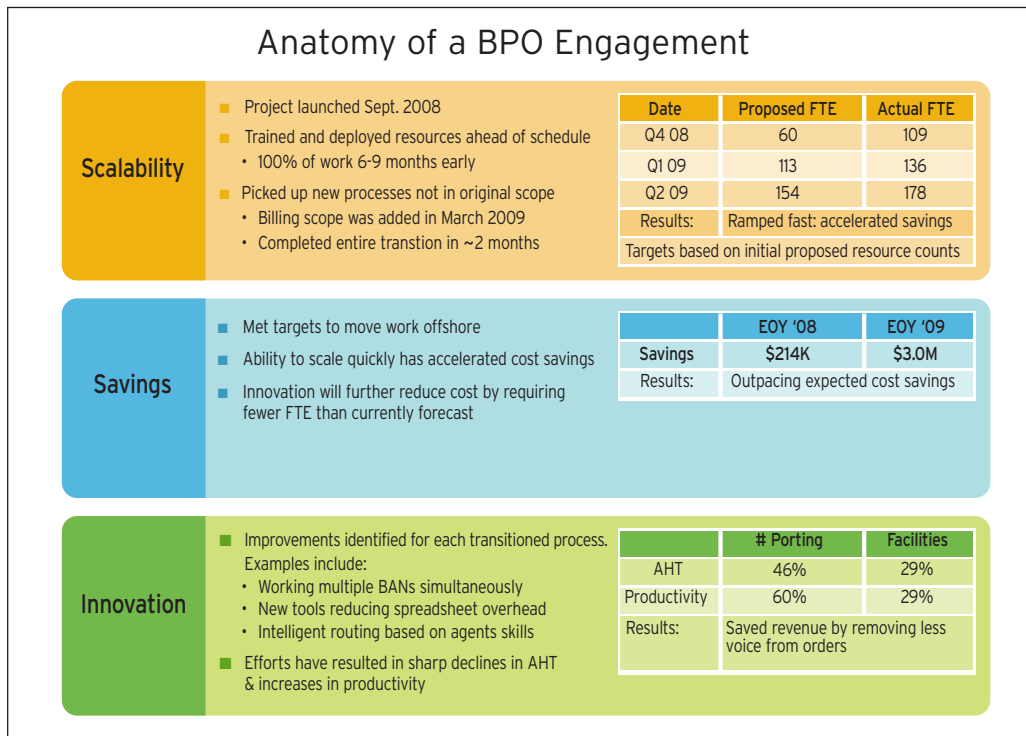 Anatomy of a BPO Engagement
Scalability
■ Project launched Sept. 2008
■ Trained and deployed resources ahead of schedule
• 100% of work 6-9 months early
■ Picked up new processes not in original scope
• Billing scope was added in March 2009
• Completed entire transtion in ~2 months
Date Proposed FTE Actual FTE
Q4 08 60 109
Q1 09 113 136
Q2 09 154 178
Results: Ramped fast: accelerated savings
Targets based on initial proposed resource counts
Savings
■ Met targets to move work offshore
■ Ability to scale quickly has accelerated cost savings
■ Innovation will further reduce cost by requiring
fewer FTE than currently forecast
EOY '08 EOY '09
Savings $214K $3.0M
Results: Outpacing expected cost savings
Innovation
■ Improvements identified for each transitioned process.
Examples include:
• Working multiple BANs simultaneously
• New tools reducing spreadsheet overhead
• Intelligent routing based on agents skills
■ Efforts have resulted in sharp declines in AHT
& increases in productivity
# Porting Facilities
AHT 46% 29%
Productivity 60% 29%
Results: Saved revenue by removing less
voice from orders